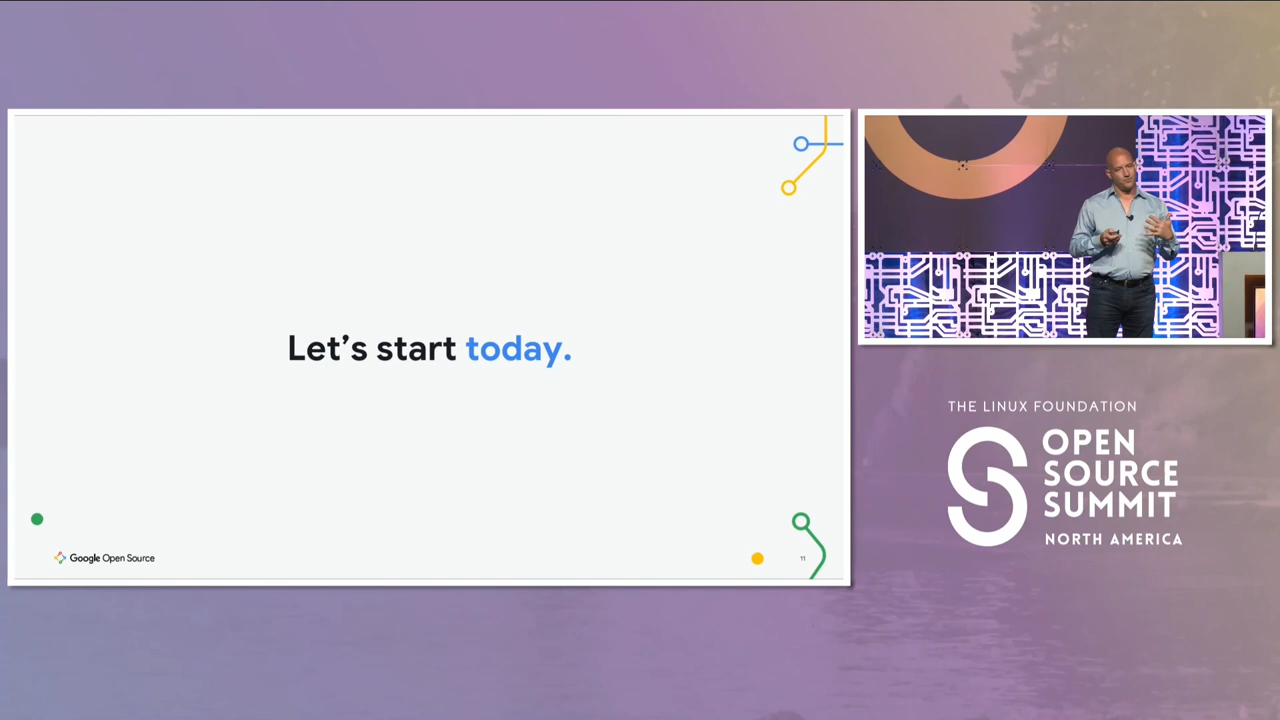 Let’s start today.
Google Open Source
11
THE LINUX FOUNDATION
OPEN
SOURCE
SUMMIT
NORTH AMERICA